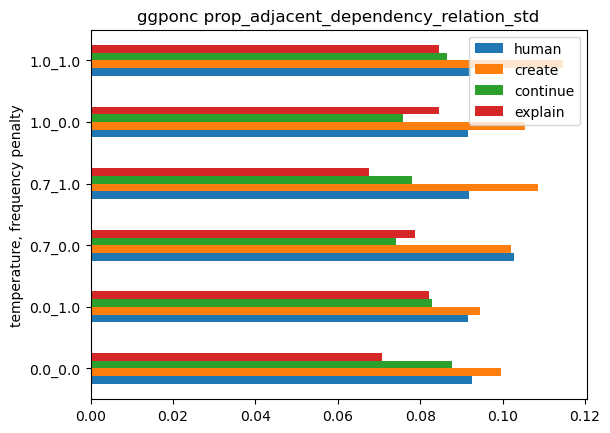 ggponc prop_adjacent_dependency_relation_std
human
create
continue
explain
temperature, frequency penalty
1.0_1.0
1.0_0.0
0.7_1.0
0.7_0.0
0.0_1.0
0.0_0.0
0.00 0.02 0.04 0.06 0.08 0.10 0.12